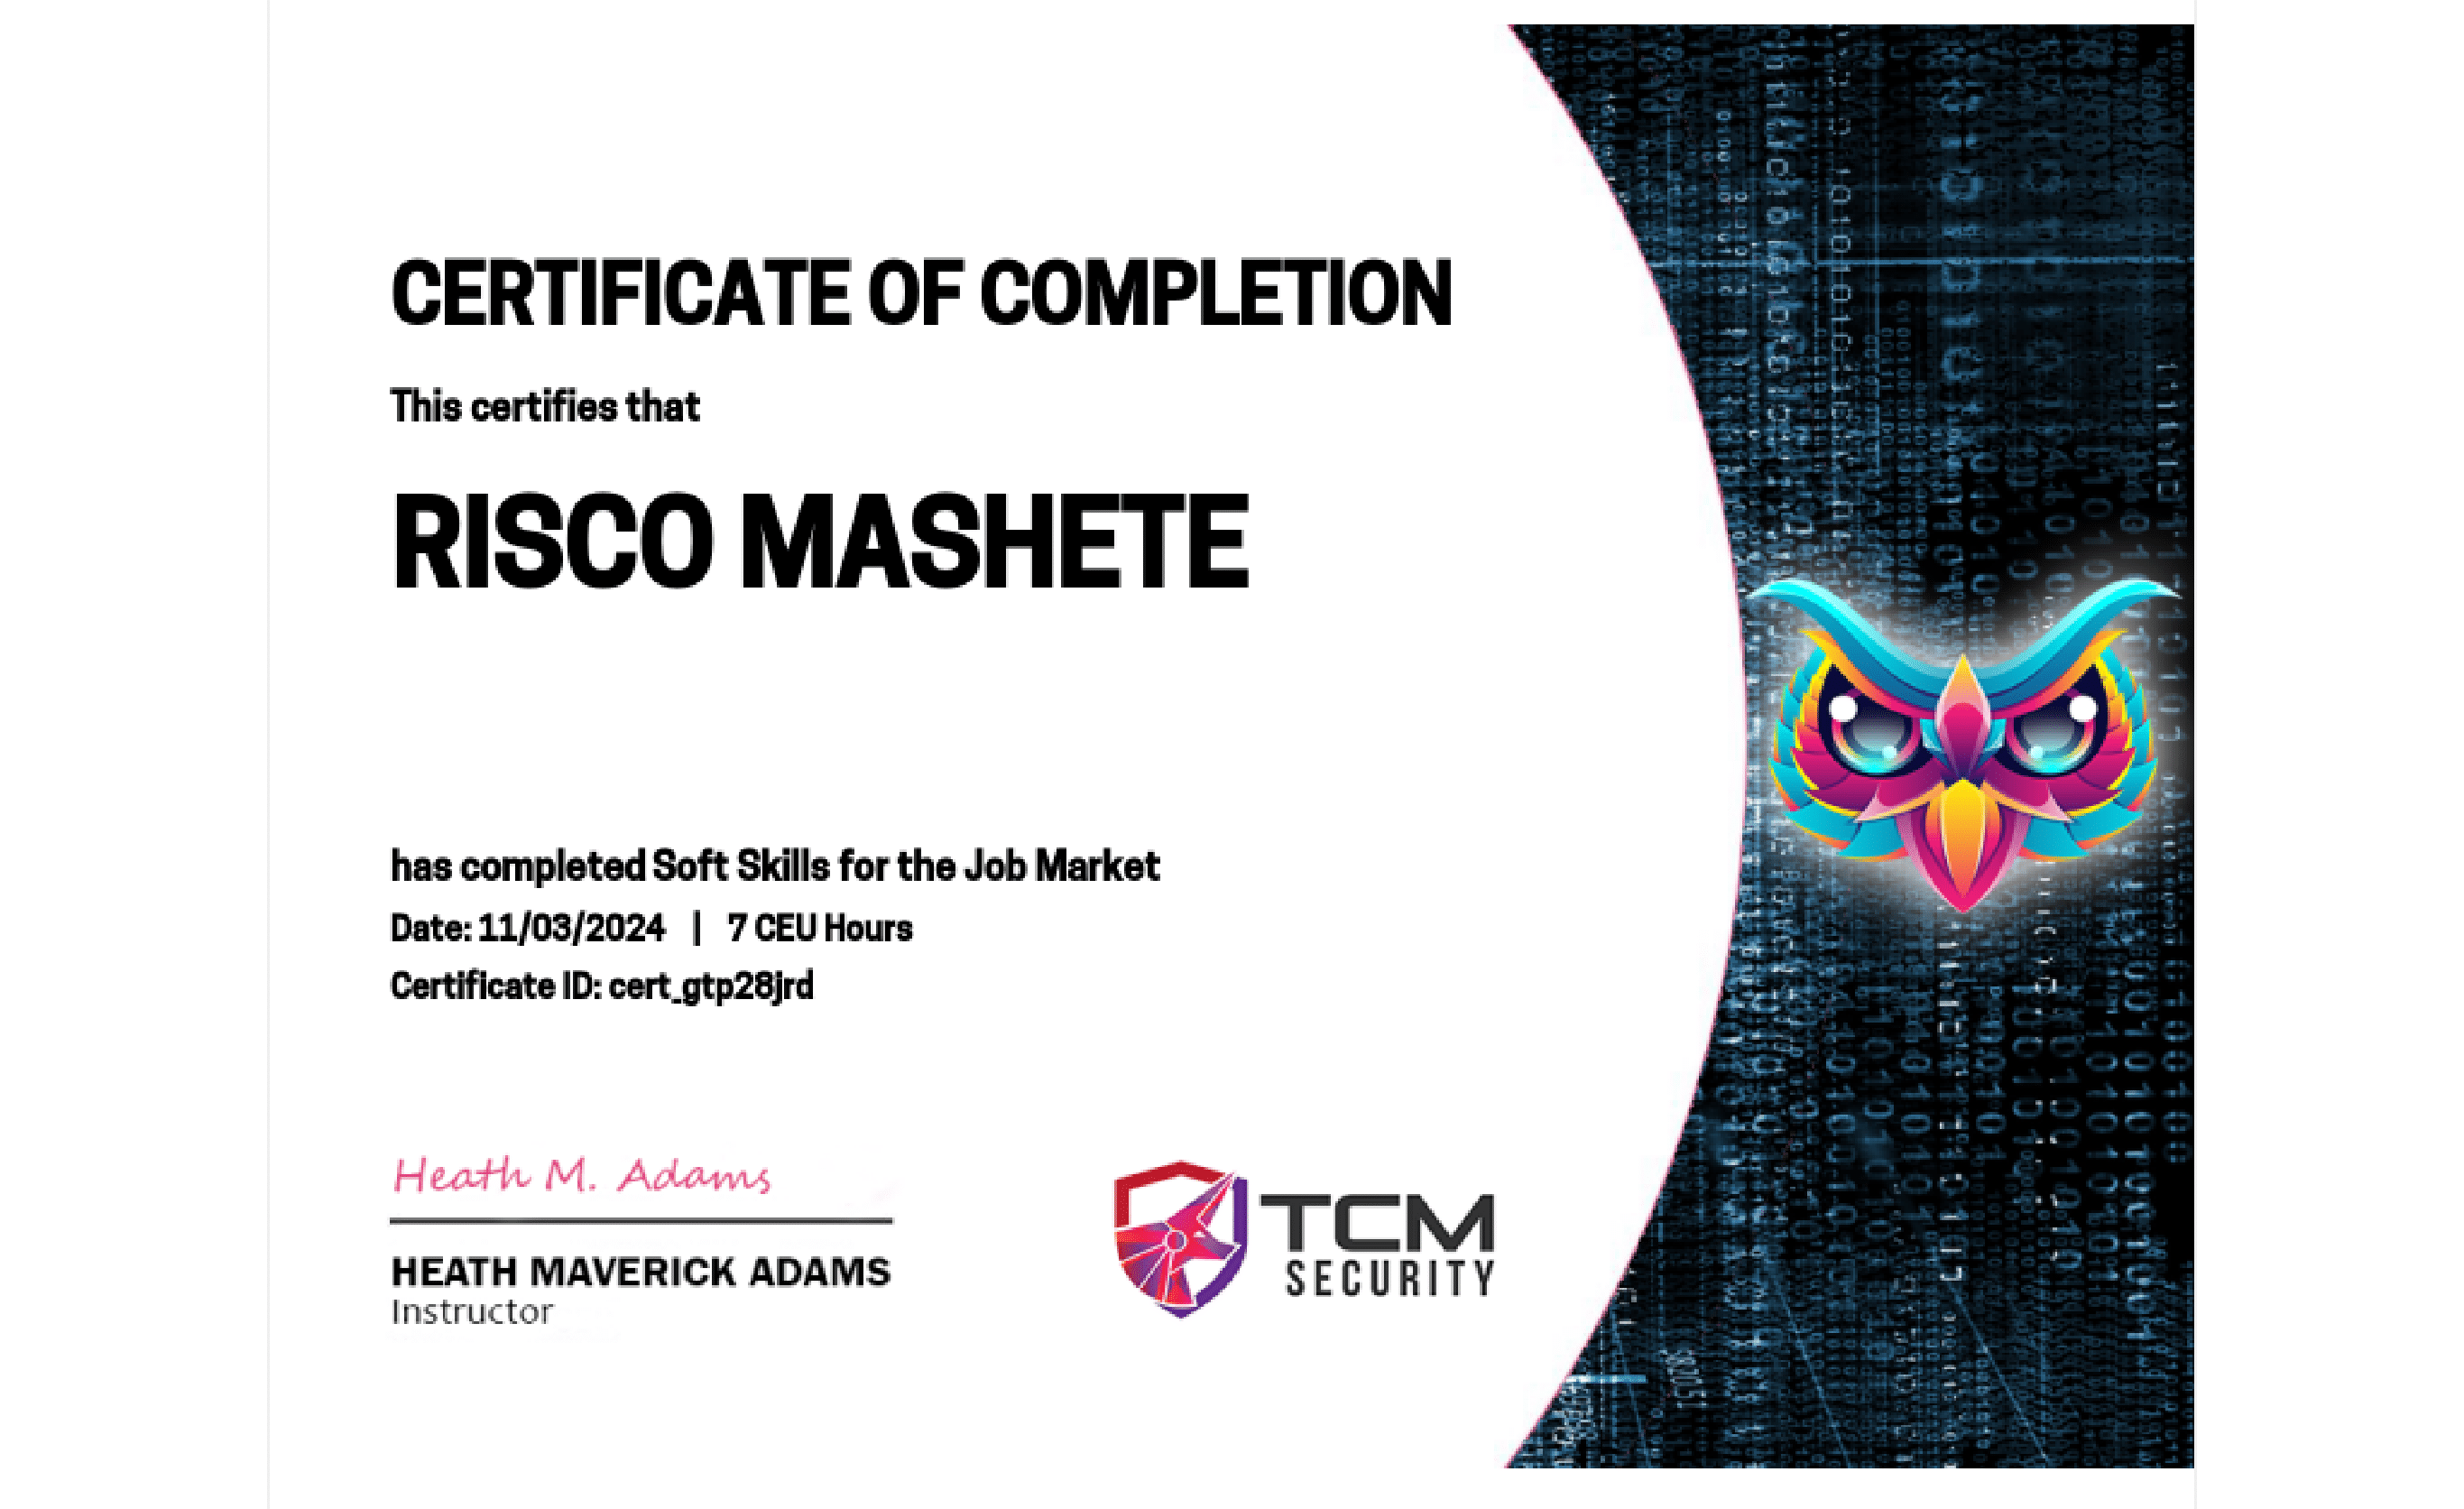 CERTIFICATE OF COMPLETION
This certifies that
RISCO MASHETE
has completed Soft Skills for the Job Market
Date: 11/03/2024 | 7 CEU Hours
Certificate ID: cert_gtp28jrd
Heath M. Adams
HEATH MAVERICK ADAMS
Instructor
TCM
SECURITY